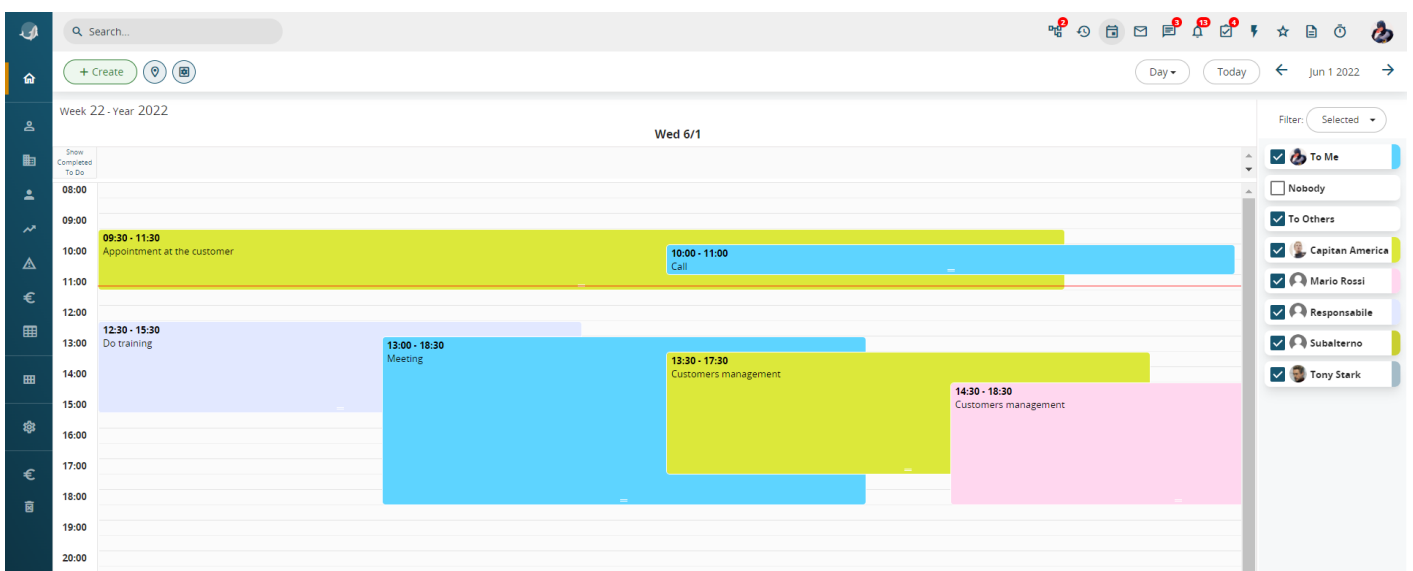 Search...
2
3
13
4
+ Create
Day
Today
Jun 1 2022
Week 22 - Year 2022
Wed 6/1
Filter:
Selected
Show
Completed
To Do
08:00
09:00
10:00
11:00
12:00
13:00
14:00
15:00
16:00
17:00
18:00
19:00
20:00
09:30 - 11:30
Appointment at the customer
10:00 - 11:00
Call
12:30 - 15:30
Do training
13:00 - 18:30
Meeting
13:30 - 17:30
Customers management
14:30 - 18:30
Customers management
To Me
Nobody
To Others
Capitan America
Mario Rossi
Responsabile
Subalterno
Tony Stark